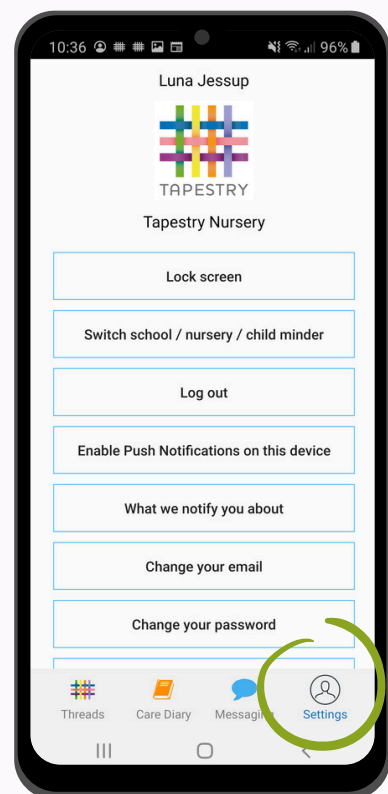 10:36 96%
Luna Jessup
TAPESTRY
Tapestry Nursery
Lock screen
Switch school / nursery / child minder
Log out
Enable Push Notifications on this device
What we notify you about
Change your email
Change your password
Threads Care Diary Messaging Settings